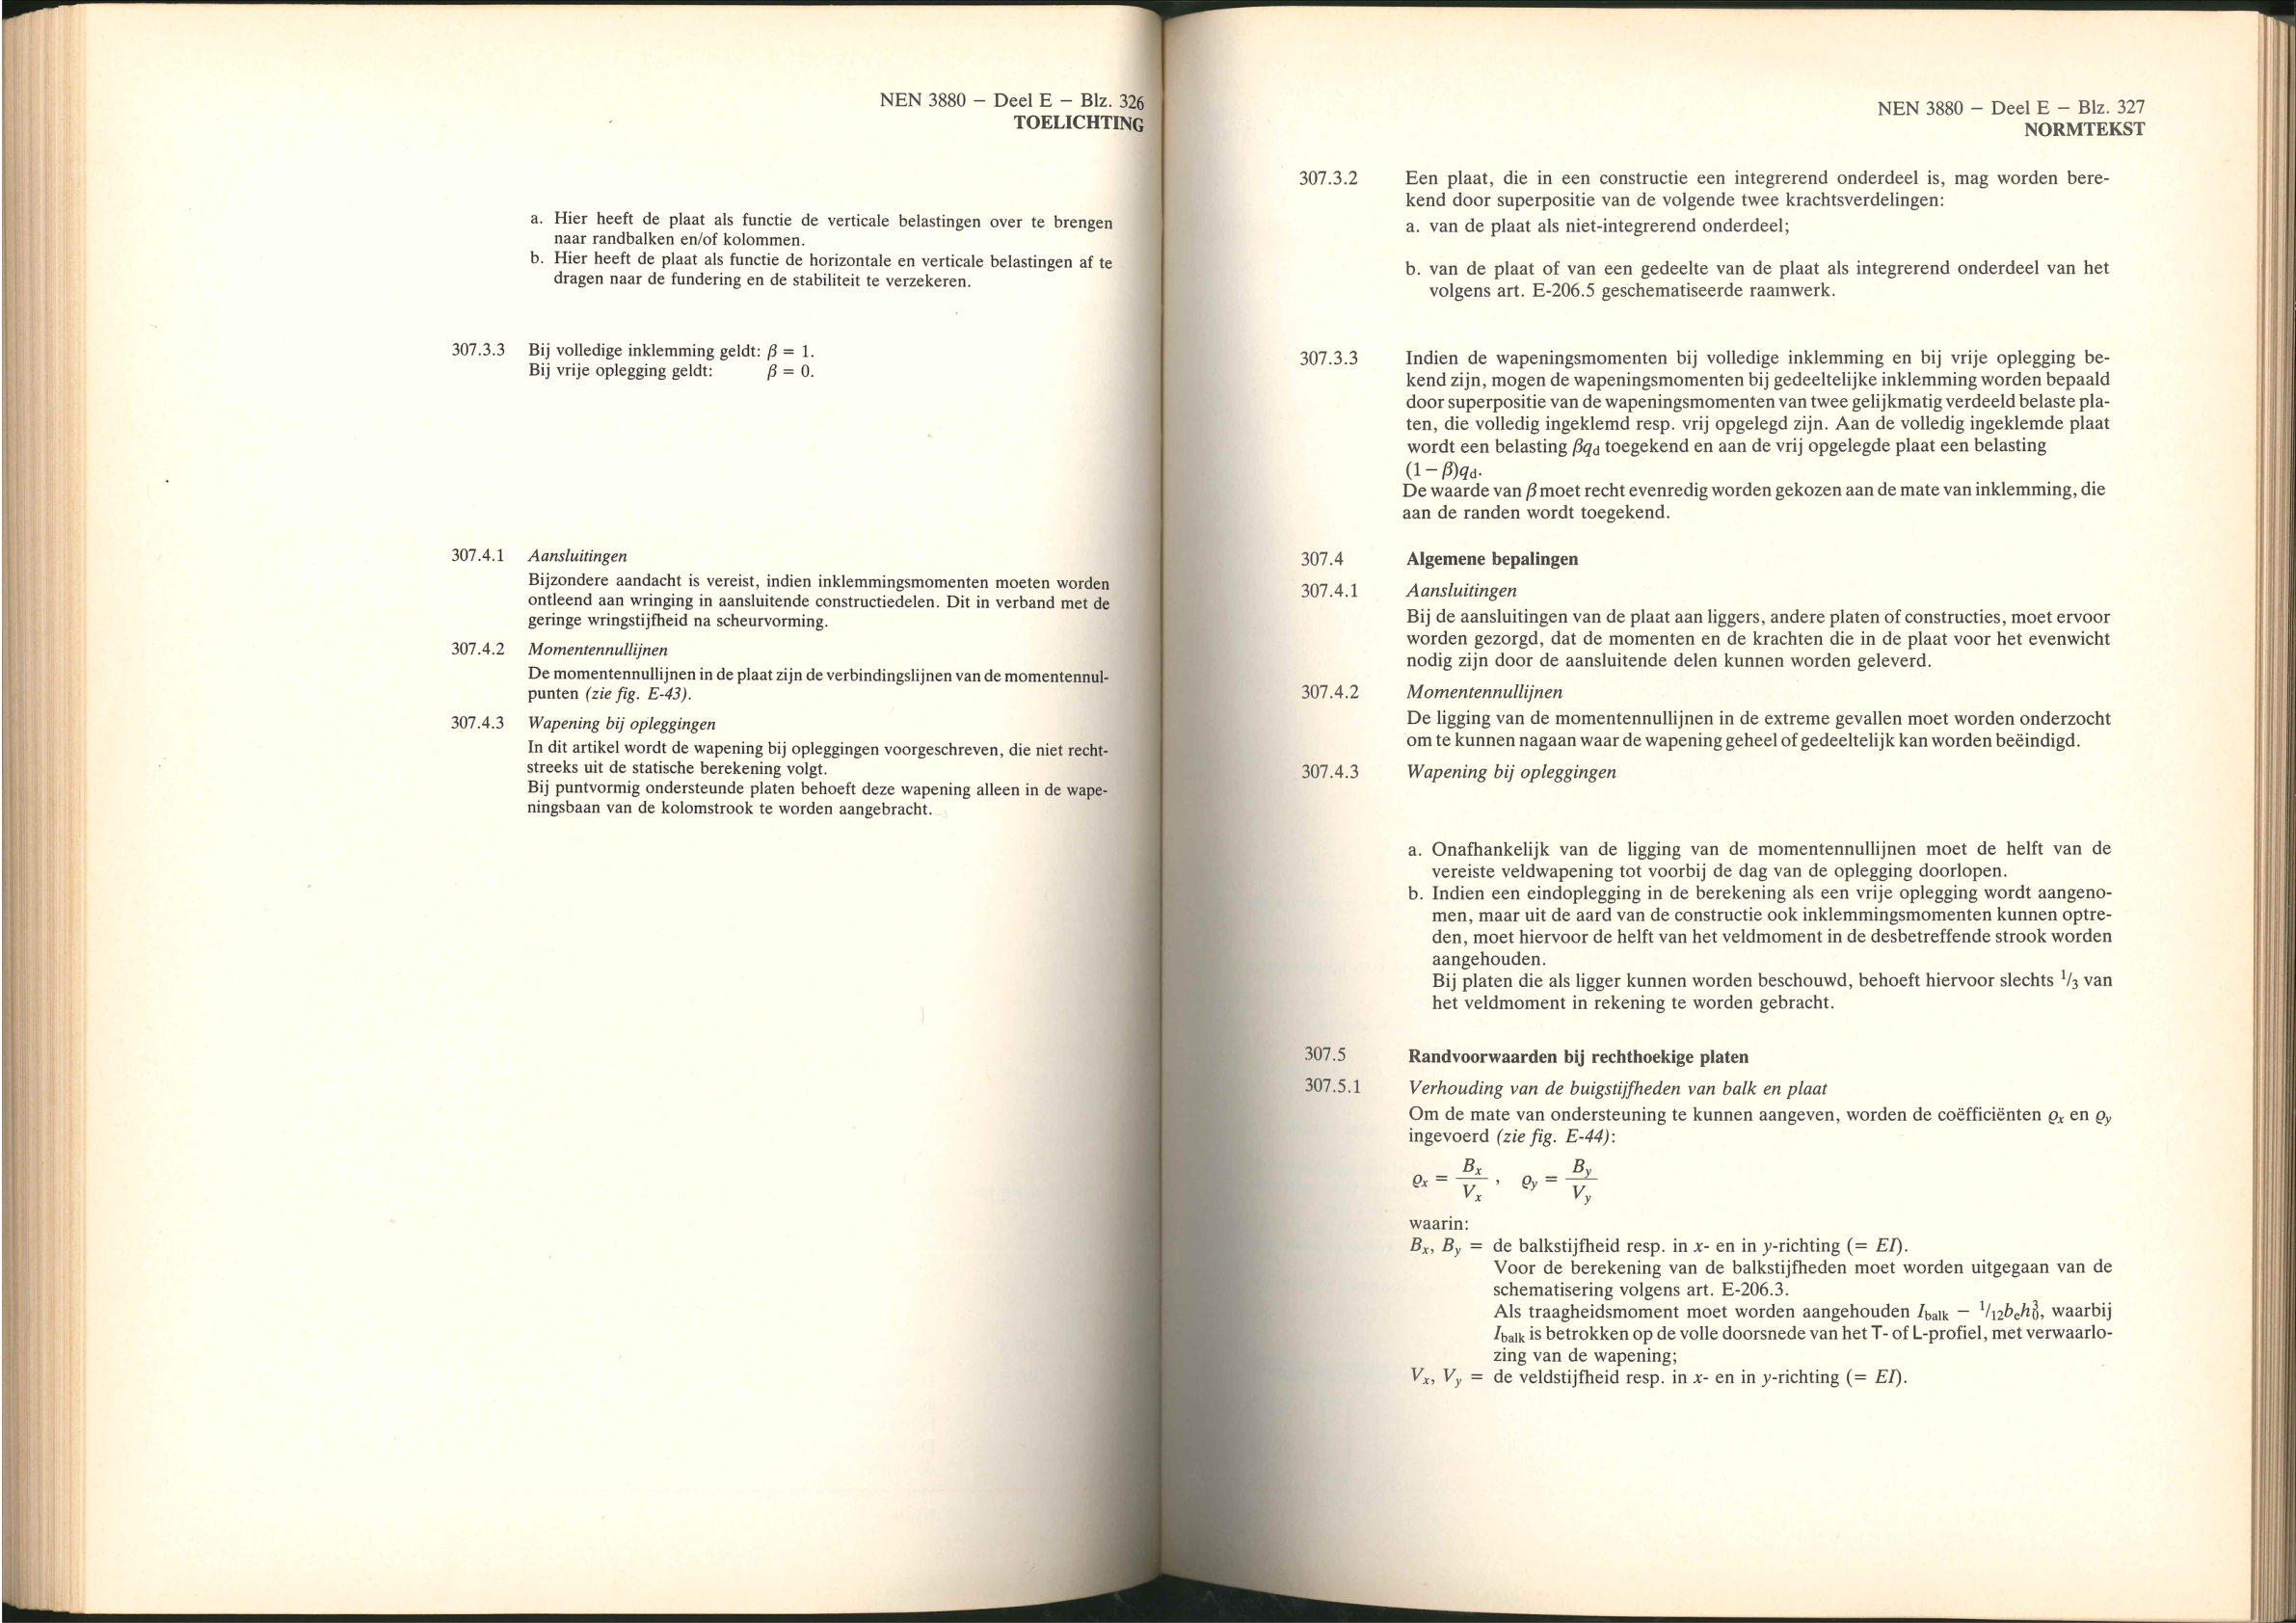 NEN 3880 – Deel E – Blz. 326
TOELICHTING
a. Hier heeft de plaat als functie de verticale belastingen over te brengen
naar randbalken en/of kolommen.
b. Hier heeft de plaat als functie de horizontale en verticale belastingen af te
dragen naar de fundering en de stabiliteit te verzekeren.
307.3.3 Bij volledige inklemming geldt: β = 1.
Bij vrije oplegging geldt: β = 0.
307.4.1 Aansluitingen
Bijzondere aandacht is vereist, indien inklemmingsmomenten moeten worden
ontleend aan wringing in aansluitende constructiedelen. Dit in verband met de
geringe wringstijfheid na scheurvorming.
307.4.2 Momentennullijnen
De momentennullijnen in de plaat zijn de verbindingslijnen van de momentennul-
punten (zie fig. E-43).
307.4.3 Wapening bij opleggingen
In dit artikel wordt de wapening bij opleggingen voorgeschreven, die niet recht-
streeks uit de statische berekening volgt.
Bij puntvormig ondersteunde platen behoeft deze wapening alleen in de wape-
ningsbaan van de kolomstrook te worden aangebracht.
NEN 3880 – Deel E – Blz. 327
NORMTEKST
307.3.2 Een plaat, die in een constructie een integrerend onderdeel is, mag worden bere-
kend door superpositie van de volgende twee krachtsverdelingen:
a. van de plaat als niet-integrerend onderdeel;
b. van de plaat of van een gedeelte van de plaat als integrerend onderdeel van het
volgens art. E-206.5 geschematiseerde raamwerk.
307.3.3 Indien de wapeningsmomenten bij volledige inklemming en bij vrije oplegging be-
kend zijn, mogen de wapeningsmomenten bij gedeeltelijke inklemming worden bepaald
door superpositie van de wapeningsmomenten van twee gelijkmatig verdeeld belaste pla-
ten, die volledig ingeklemd resp. vrij opgelegd zijn. Aan de volledig ingeklemde plaat
wordt een belasting βq_d toegekend en aan de vrij opgelegde plaat een belasting
(1–β)q_d.
De waarde van β moet recht evenredig worden gekozen aan de mate van inklemming, die
aan de randen wordt toegekend.
307.4 Algemene bepalingen
307.4.1 Aansluitingen
Bij de aansluitingen van de plaat aan liggers, andere platen of constructies, moet ervoor
worden gezorgd, dat de momenten en de krachten die in de plaat voor het evenwicht
nodig zijn door de aansluitende delen kunnen worden geleverd.
307.4.2 Momentennullijnen
De ligging van de momentennullijnen in de extreme gevallen moet worden onderzocht
om te kunnen nagaan waar de wapening geheel of gedeeltelijk kan worden beëindigd.
307.4.3 Wapening bij opleggingen
a. Onafhankelijk van de ligging van de momentennullijnen moet de helft van de
vereiste veldwapening tot voorbij de dag van de oplegging doorlopen.
b. Indien een eindoplegging in de berekening als een vrije oplegging wordt aangeno-
men, maar uit de aard van de constructie ook inklemmingsmomenten kunnen optre-
den, moet hiervoor de helft van het veldmoment in de desbetreffende strook worden
aangehouden.
Bij platen die als ligger kunnen worden beschouwd, behoeft hiervoor slechts 1/3 van
het veldmoment in rekening te worden gebracht.
307.5 Randvoorwaarden bij rechthoekige platen
307.5.1 Verhouding van de buigstijfheden van balk en plaat
Om de mate van ondersteuning te kunnen aangeven, worden de coëfficiënten ϱ_x en ϱ_y
ingevoerd (zie fig. E-44):
ϱ_x = B_x / V_x , ϱ_y = B_y / V_y
waarin:
B_x, B_y = de balkstijfheid resp. in x- en in y-richting (= EI).
Voor de berekening van de balkstijfheden moet worden uitgegaan van de
schematisering volgens art. E-206.3.
Als traagheidsmoment moet worden aangehouden I_balk – 1/12 b_e h_0^3, waarbij
I_balk is betrokken op de volle doorsnede van het T- of L-profiel, met verwaarlo-
zing van de wapening;
V_x, V_y = de veldstijfheid resp. in x- en in y-richting (= EI).